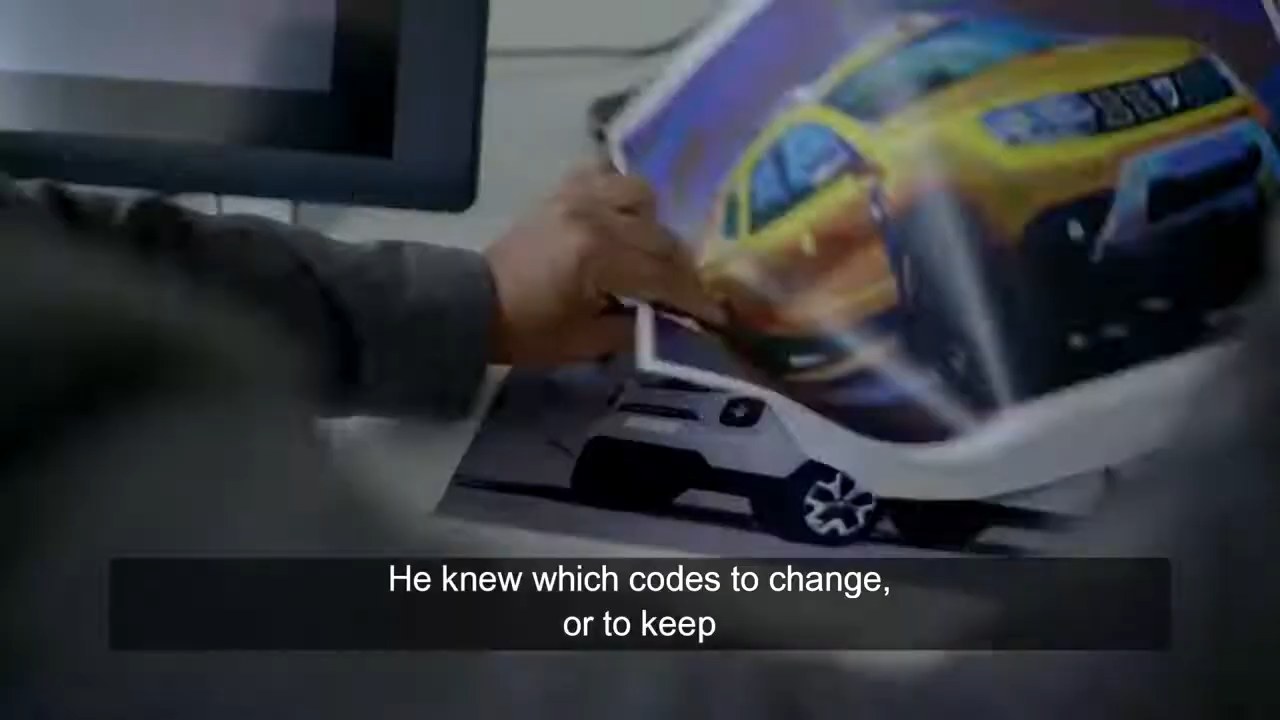 He knew which codes to change,
or to keep